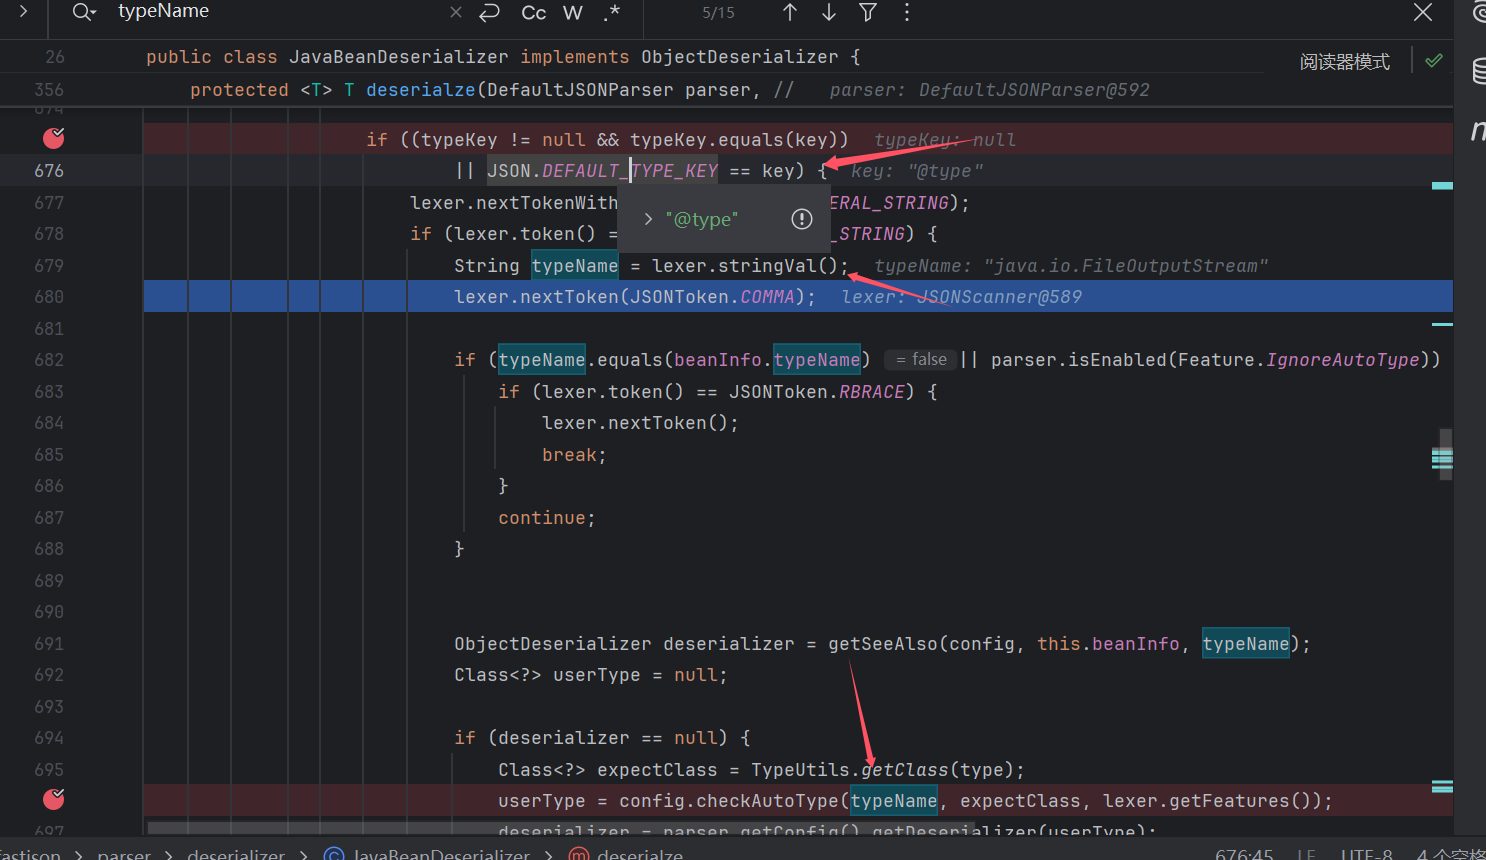 typeName × Cc W .* 5/15
26 public class JavaBeanDeserializer implements ObjectDeserializer { 阅读器模式
356 protected <T> T deserialze(DefaultJSONParser parser, // parser: DefaultJSONParser@592
674
if ((typeKey != null && typeKey.equals(key)) typeKey: null
676 || JSON.DEFAULT_TYPE_KEY == key) { key: "@type"
677 lexer.nextTokenWith ERAL_STRING);
"@type"
678 if (lexer.token() = _STRING) {
679 String typeName = lexer.stringVal(); typeName: "java.io.FileOutputStream"
680 lexer.nextToken(JSONToken.COMMA); lexer: JSONScanner@589
681
682 if (typeName.equals(beanInfo.typeName) = false || parser.isEnabled(Feature.IgnoreAutoType))
683 if (lexer.token() == JSONToken.RBRACE) {
684 lexer.nextToken();
685 break;
686 }
687 continue;
688 }
689
690
691 ObjectDeserializer deserializer = getSeeAlso(config, this.beanInfo, typeName);
692 Class<?> userType = null;
693
694 if (deserializer == null) {
695 Class<?> expectClass = TypeUtils.getClass(type);
userType = config.checkAutoType(typeName, expectClass, lexer.getFeatures());
697 deserializer = parser.getConfig().getDeserializer(userType);
fastjson > parser > deserializer > JavaBeanDeserializer > m deserialze 676:45 LF UTF-8 4 个空格